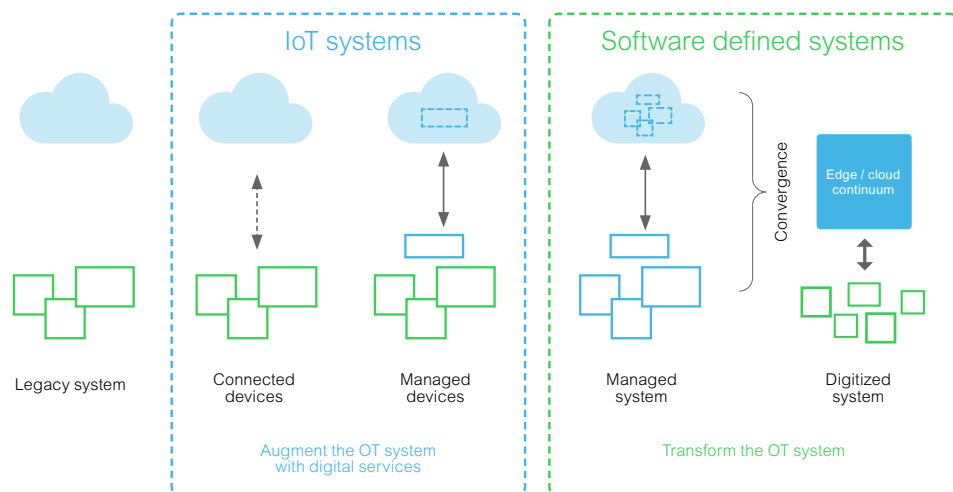 IoT systems
Software defined systems
Edge / cloud
continuum
Convergence
Legacy system
Connected
devices
Managed
devices
Managed
system
Digitized
system
Augment the OT system
with digital services
Transform the OT system